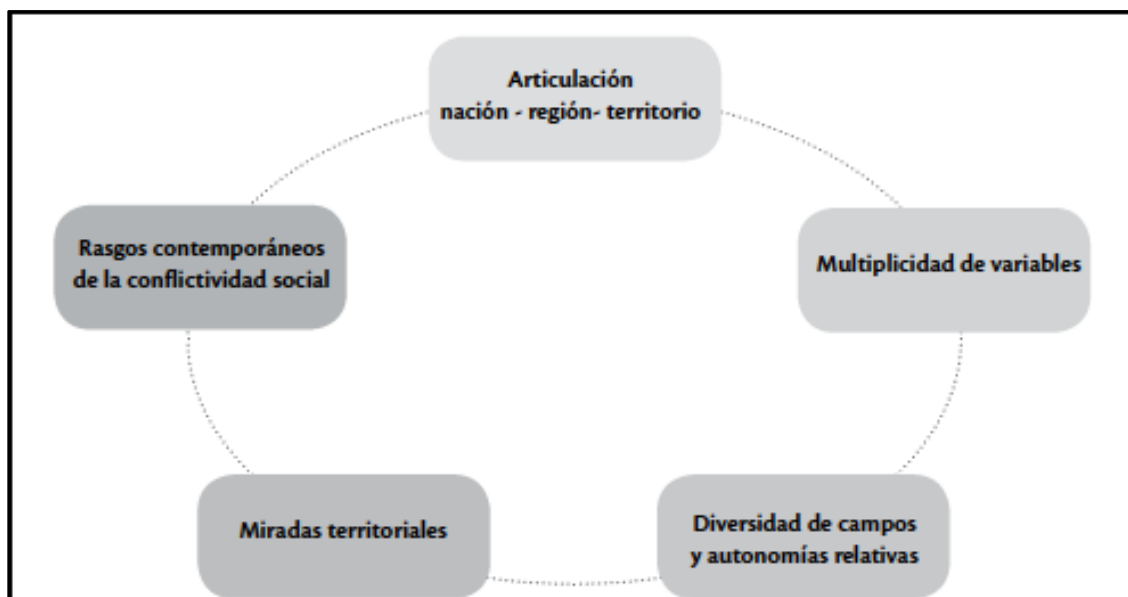 Articulación
nación - región- territorio
Rasgos contemporáneos
de la conflictividad social
Multiplicidad de variables
Miradas territoriales
Diversidad de campos
y autonomías relativas